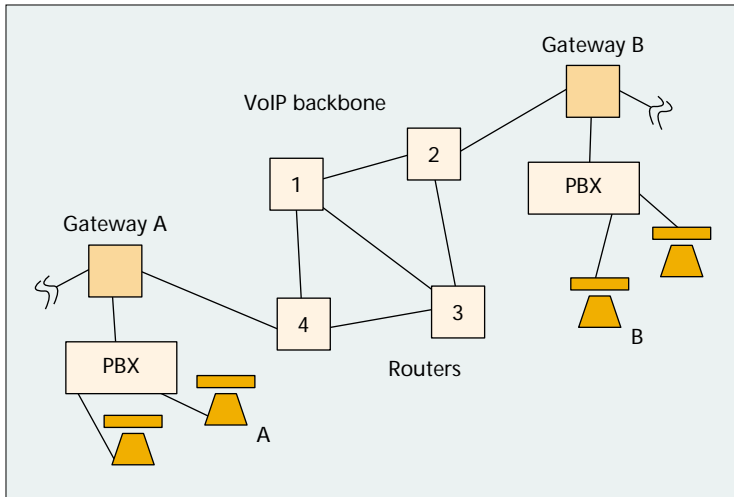 Gateway B
VoIP backbone
2
1
PBX
Gateway A
4
3
B
PBX
Routers
A